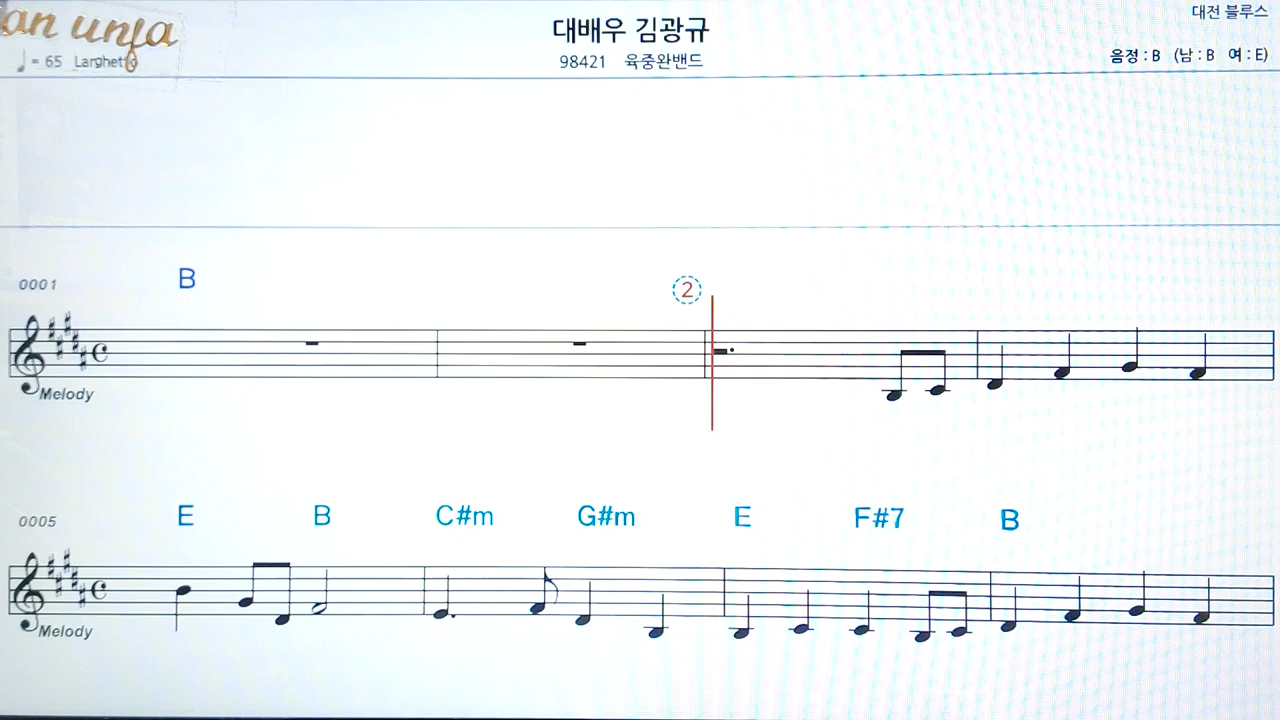 an unfa
대배우 김광규
대전 블루스
♩ = 65 Larghetto
98421 육중완밴드
음정 : B (남 : B 여 : E)
0001 B
②
Melody
0005 E B C#m G#m E F#7 B
Melody